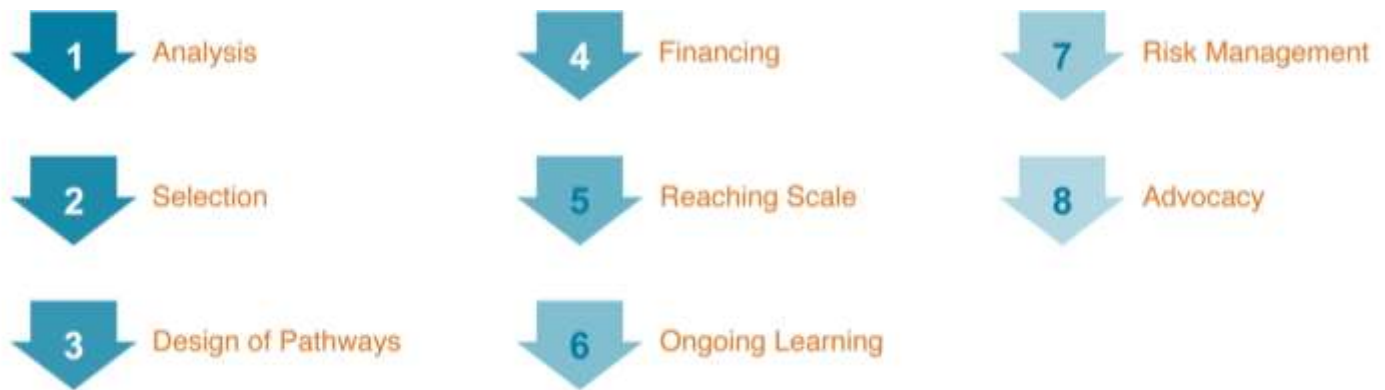 1 Analysis
2 Selection
3 Design of Pathways
4 Financing
5 Reaching Scale
6 Ongoing Learning
7 Risk Management
8 Advocacy